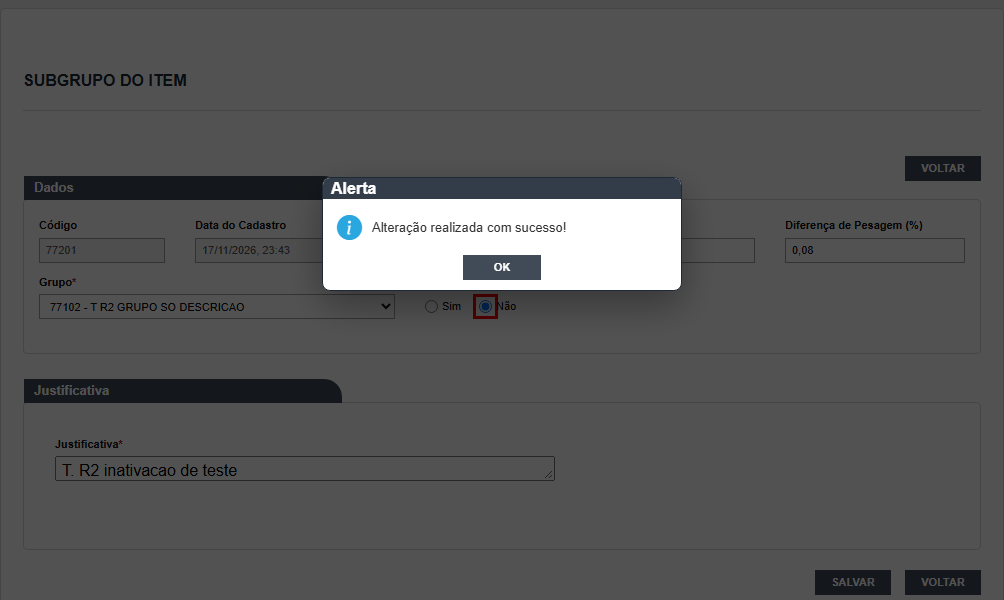 SUBGRUPO DO ITEM
VOLTAR
Dados
Alerta
Alteração realizada com sucesso!
OK
Código
Data do Cadastro
Diferença de Pesagem (%)
77201
17/11/2026, 23:43
0,08
Grupo*
77102 - T R2 GRUPO SO DESCRICAO
Sim
Não
Justificativa
Justificativa*
T. R2 inativacao de teste
SALVAR
VOLTAR